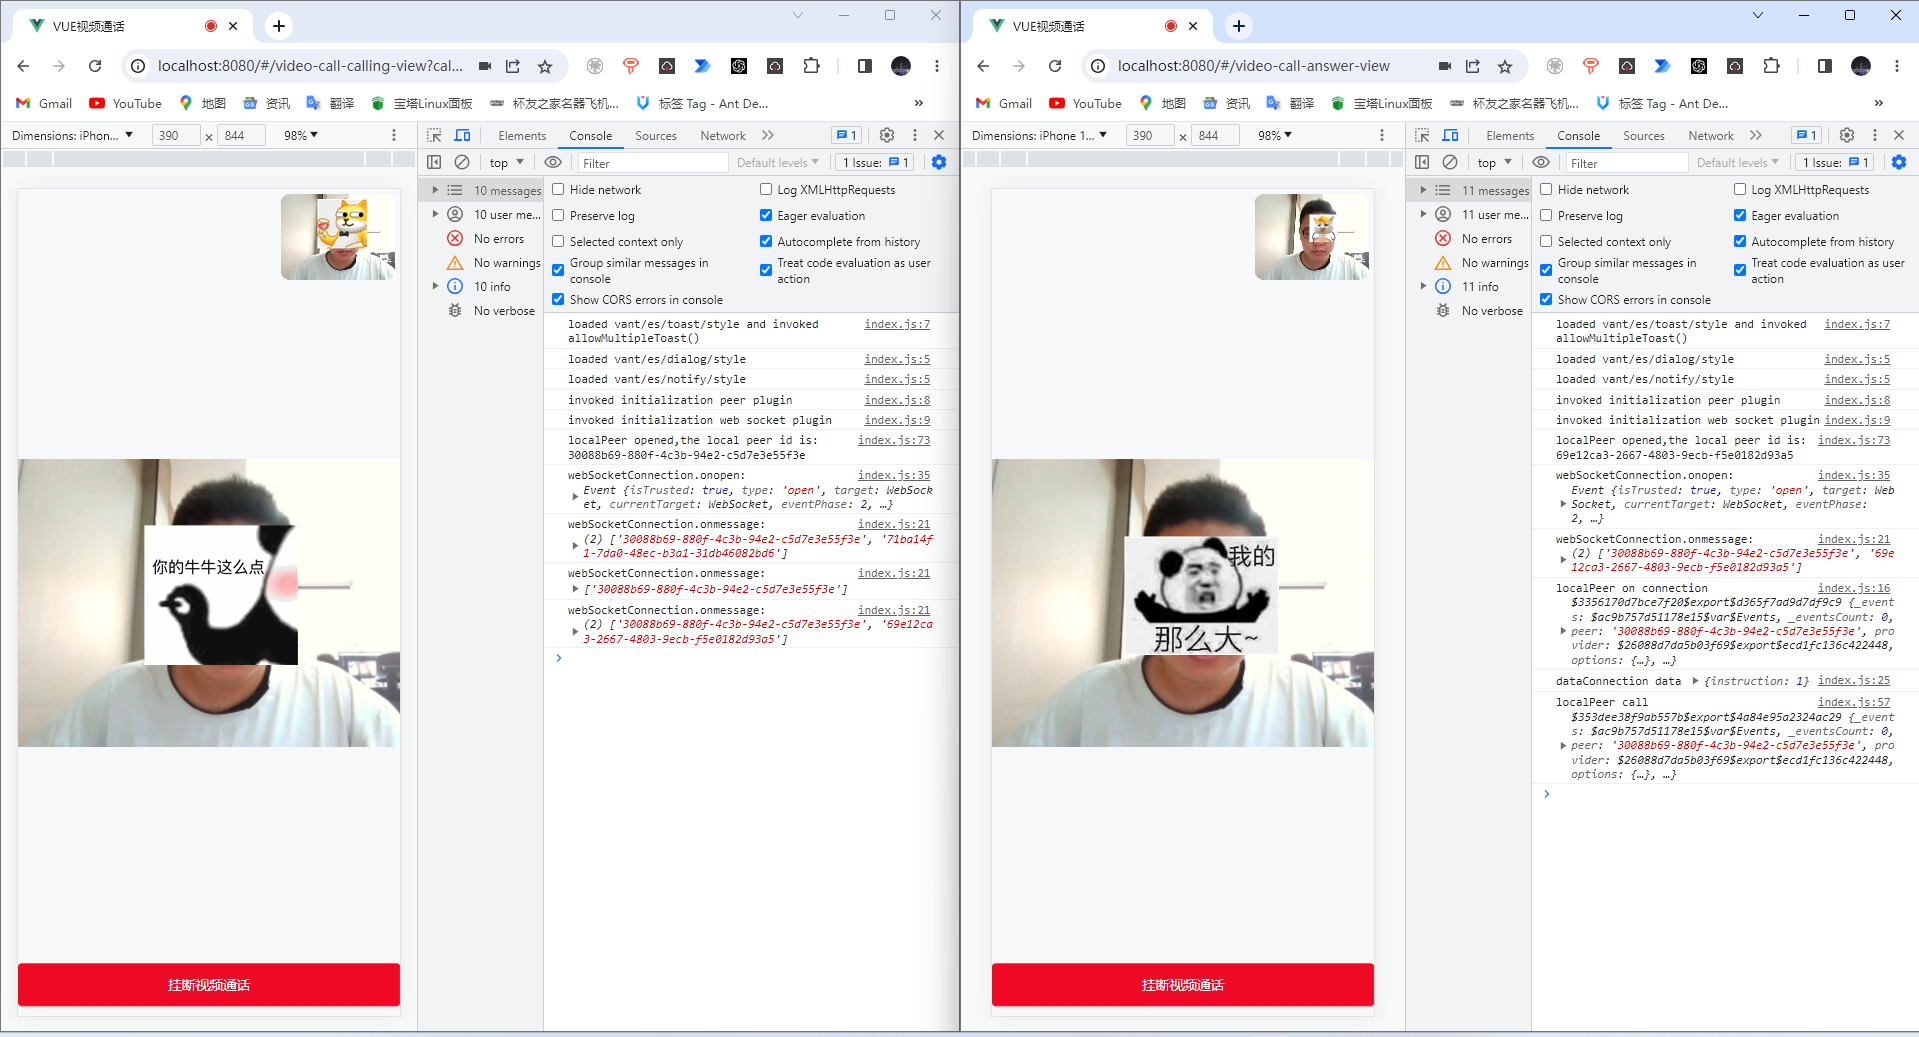 VUE视频通话
localhost:8080/#/video-call-calling-view?cal...
Gmail
YouTube
地图
资讯
翻译
宝塔Linux面板
杯友之家名器飞机...
标签 Tag - Ant De...
»
Dimensions: iPhon...
390
×
844
98%
Elements
Console
Sources
Network
1
top
Filter
Default levels
1 Issue:
1
10 messages
10 user me...
No errors
No warnings
10 info
No verbose
Hide network
Log XMLHttpRequests
Preserve log
Eager evaluation
Selected context only
Autocomplete from history
Group similar messages in
console
Treat code evaluation as user
action
Show CORS errors in console
loaded vant/es/toast/style and invoked
index.js:7
allowMultipleToast()
loaded vant/es/dialog/style
index.js:5
loaded vant/es/notify/style
index.js:5
invoked initialization peer plugin
index.js:8
invoked initialization web socket plugin
index.js:9
localPeer opened,the local peer id is:
index.js:73
30088b69-880f-4c3b-94e2-c5d7e3e55f3e
webSocketConnection.onopen:
index.js:35
Event {isTrusted: true, type: 'open', target: WebSock
et, currentTarget: WebSocket, eventPhase: 2, …}
webSocketConnection.onmessage:
index.js:21
(2) ['30088b69-880f-4c3b-94e2-c5d7e3e55f3e', '71ba14f
1-7da0-48ec-b3a1-31db46082bd6']
webSocketConnection.onmessage:
index.js:21
['30088b69-880f-4c3b-94e2-c5d7e3e55f3e']
webSocketConnection.onmessage:
index.js:21
(2) ['30088b69-880f-4c3b-94e2-c5d7e3e55f3e', '69e12ca
3-2667-4803-9ecb-f5e0182d93a5']
你的牛牛这么点
挂断视频通话
VUE视频通话
localhost:8080/#/video-call-answer-view
Gmail
YouTube
地图
资讯
翻译
宝塔Linux面板
杯友之家名器飞机...
标签 Tag - Ant De...
»
Dimensions: iPhone 1...
390
×
844
98%
Elements
Console
Sources
Network
1
top
Filter
Default levels
1 Issue:
1
11 messages
11 user me...
No errors
No warnings
11 info
No verbose
Hide network
Log XMLHttpRequests
Preserve log
Eager evaluation
Selected context only
Autocomplete from history
Group similar messages in
console
Treat code evaluation as user
action
Show CORS errors in console
loaded vant/es/toast/style and invoked
index.js:7
allowMultipleToast()
loaded vant/es/dialog/style
index.js:5
loaded vant/es/notify/style
index.js:5
invoked initialization peer plugin
index.js:8
invoked initialization web socket plugin
index.js:9
localPeer opened,the local peer id is:
index.js:73
69e12ca3-2667-4803-9ecb-f5e0182d93a5
webSocketConnection.onopen:
index.js:35
Event {isTrusted: true, type: 'open', target: Web
Socket, currentTarget: WebSocket, eventPhase:
2, …}
webSocketConnection.onmessage:
index.js:21
(2) ['30088b69-880f-4c3b-94e2-c5d7e3e55f3e', '69e
12ca3-2667-4803-9ecb-f5e0182d93a5']
localPeer on connection
index.js:16
$3356170d7bce7f20$export$d365f7ad9d7df9c9 {_event
s: $ac9b757d51178e15$var$Events, _eventsCount: 0,
peer: '30088b69-880f-4c3b-94e2-c5d7e3e55f3e', pro
vider: $26088d7da5b03f69$export$ecd1fc136c422448,
options: {…}, …}
dataConnection data {instruction: 1}
index.js:25
localPeer call
index.js:57
$353dee38f9ab557b$export$4a84e95a2324ac29 {_event
s: $ac9b757d51178e15$var$Events, _eventsCount: 0,
peer: '30088b69-880f-4c3b-94e2-c5d7e3e55f3e', pro
vider: $26088d7da5b03f69$export$ecd1fc136c422448,
options: {…}, …}
我的
那么大~
挂断视频通话